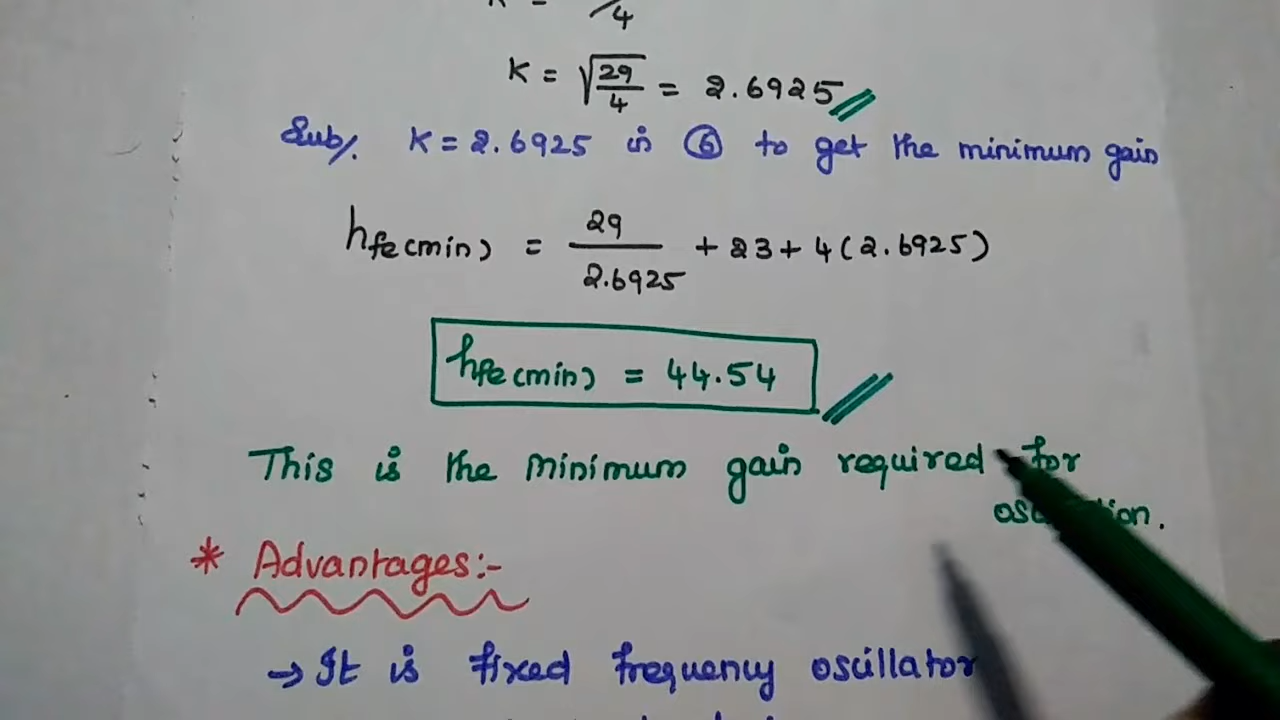 K = √29/4 = 2.6925
Sub/. K = 2.6925 in ⑥ to get the minimum gain
hfe(min) = 29/2.6925 + 23 + 4(2.6925)
hfe(min) = 44.54
This is the minimum gain required for
* Advantages:-
→ It is fixed frequency oscillator